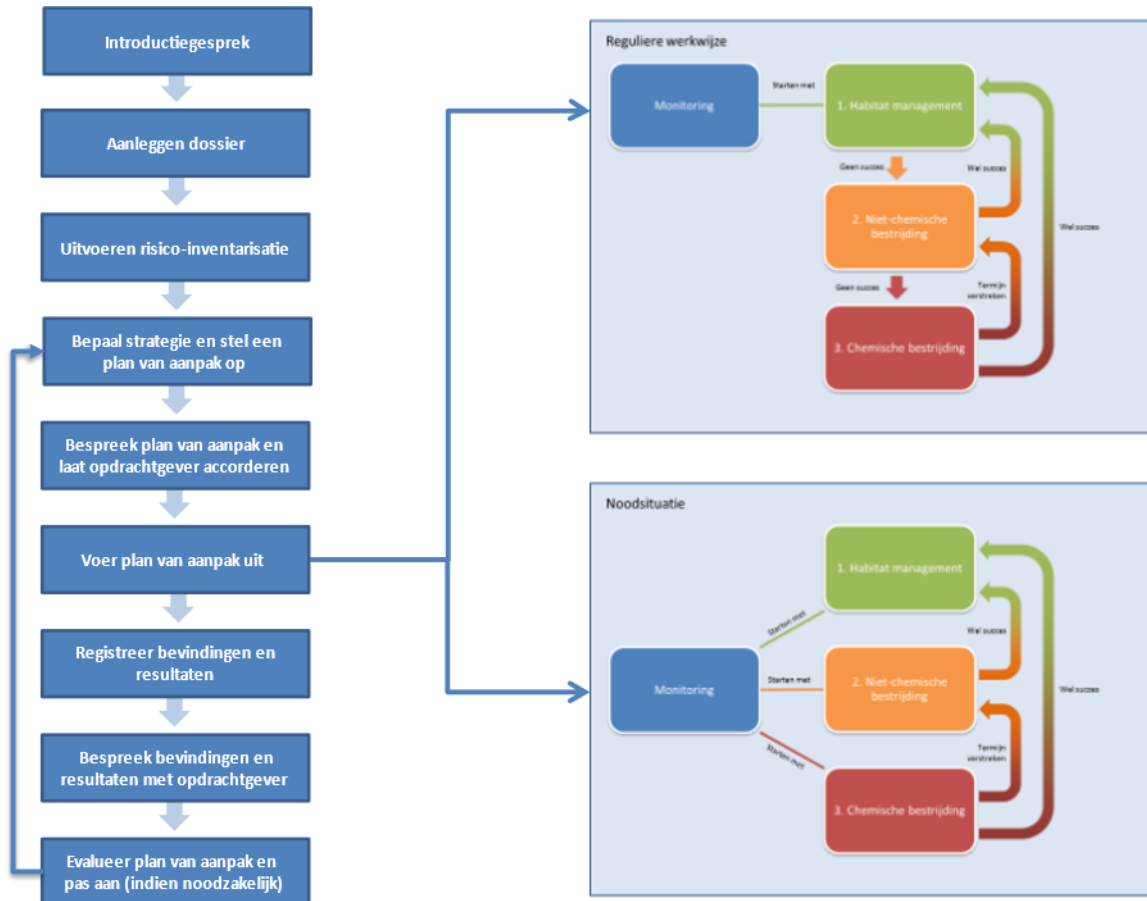 Introductiegesprek
Aanleggen dossier
Uitvoeren risico-inventarisatie
Bepaal strategie en stel een
plan van aanpak op
Bespreek plan van aanpak en
laat opdrachtgever accorderen
Voer plan van aanpak uit
Registreer bevindingen en
resultaten
Bespreek bevindingen en
resultaten met opdrachtgever
Evalueer plan van aanpak en
pas aan (indien noodzakelijk)
Reguliere werkwijze
Monitoring
Starten met
1. Habitat management
Geen succes
Wel succes
2. Niet-chemische
bestrijding
Wel succes
Geen succes
Termijn
verstreken
3. Chemische bestrijding
Noodsituatie
1. Habitat management
Starten met
Wel succes
Monitoring
Starten met
2. Niet-chemische
bestrijding
Wel succes
Starten met
Termijn
verstreken
3. Chemische bestrijding